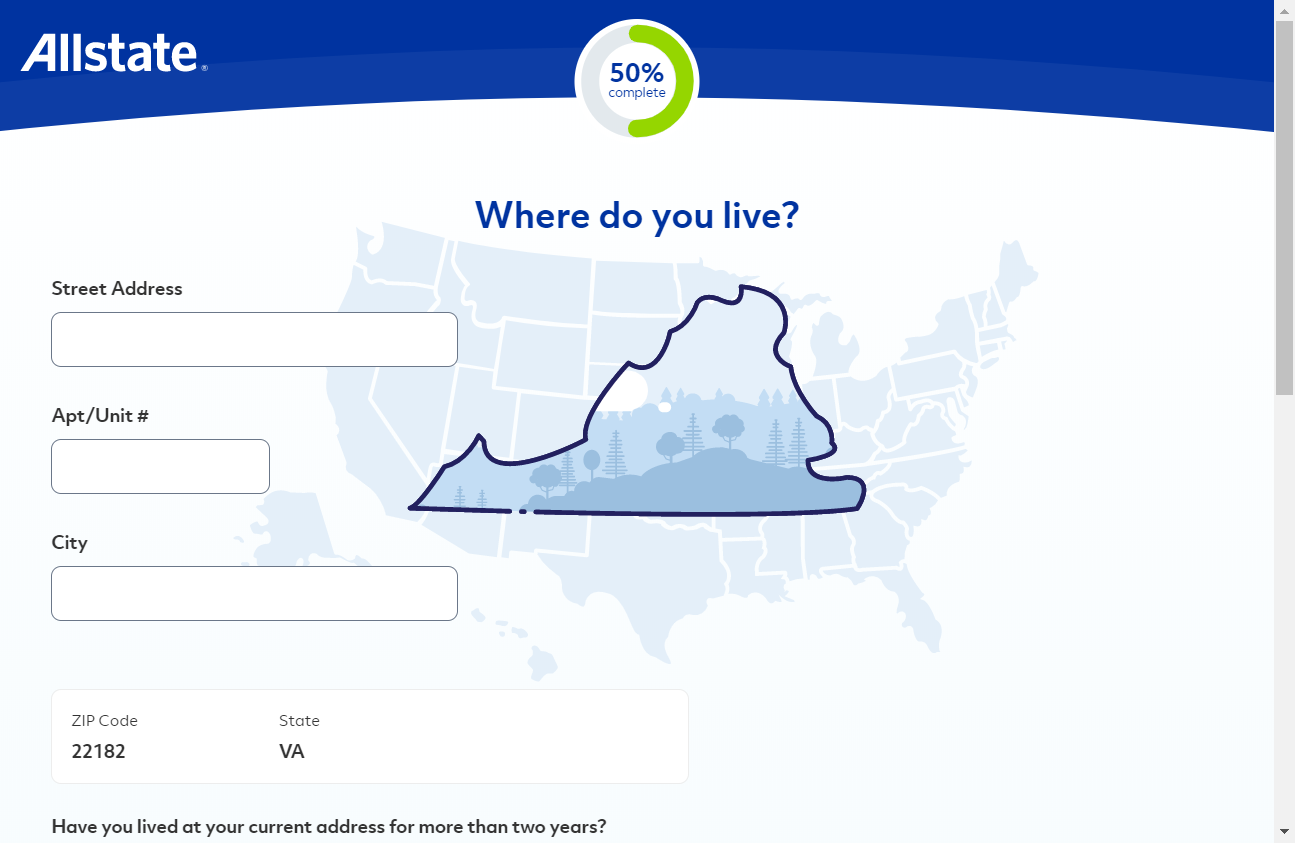 Allstate®
50%
complete
Where do you live?
Street Address
Apt/Unit #
City
ZIP Code State
22182 VA
Have you lived at your current address for more than two years?